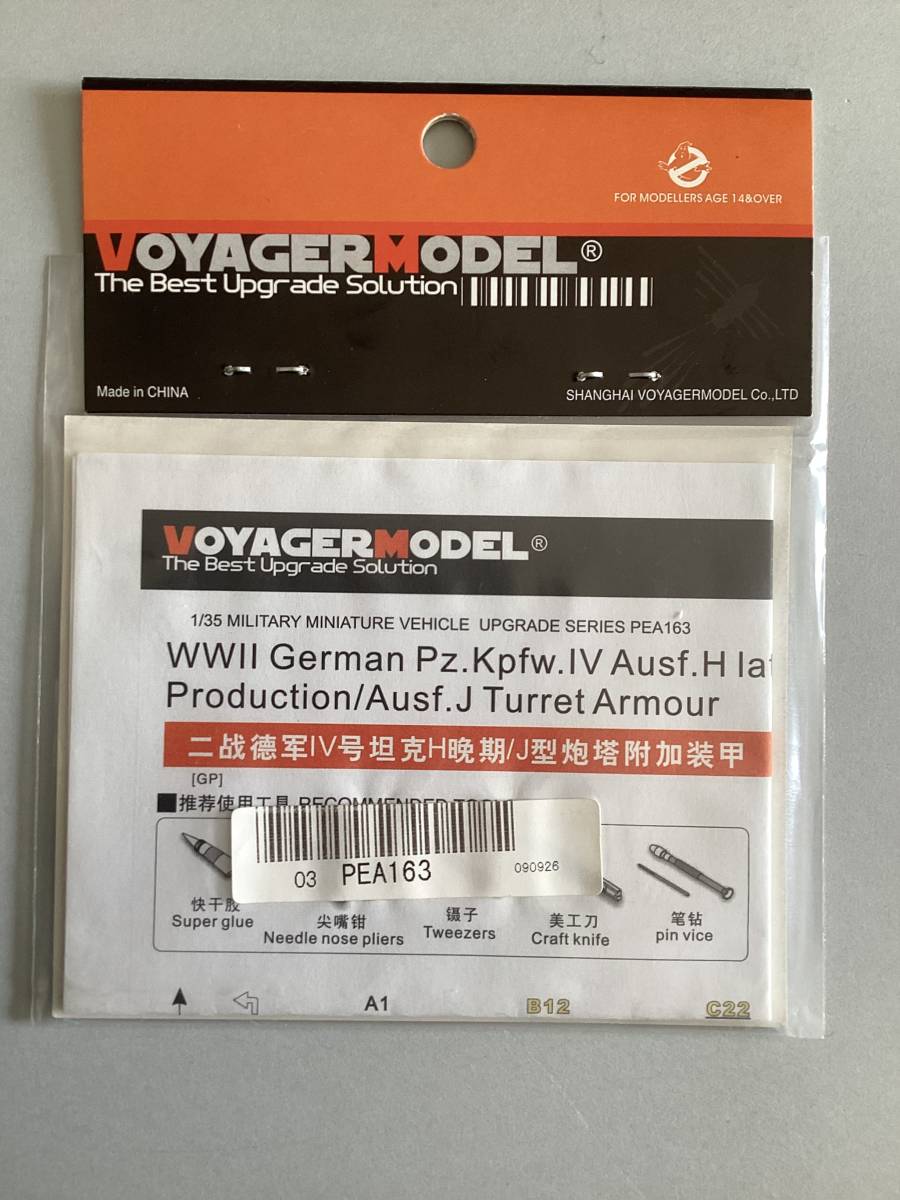 FOR MODELLERS AGE 14&OVER
VOYAGERMODEL®
The Best Upgrade Solution
Made in CHINA
SHANGHAI VOYAGERMODEL Co.,LTD
VOYAGERMODEL®
The Best Upgrade Solution
1/35 MILITARY MINIATURE VEHICLE UPGRADE SERIES PEA163
WWII German Pz.Kpfw.IV Ausf.H
Production/Ausf.J Turret Armour
二战德军IV号坦克H晚期/J型炮塔附加装甲
[GP]
■推荐使用工具 RECOMMENDED
03 PEA163 090926
快干胶
Super glue
尖嘴钳
Needle nose pliers
镊子
Tweezers
美工刀
Craft knife
笔钻
pin vice
A1 B12 C22